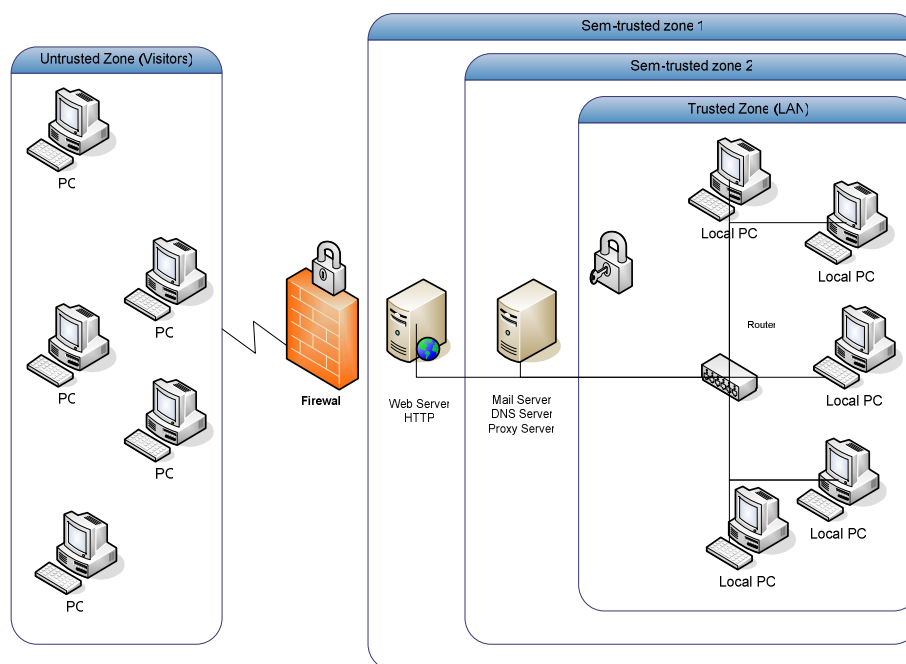 Sem-trusted zone 1
Untrusted Zone (Visitors)
Sem-trusted zone 2
Trusted Zone (LAN)
PC
Local PC
Local PC
PC
Router
PC
Firewal
Web Server
HTTP
Mail Server
DNS Server
Proxy Server
Local PC
PC
Local PC
Local PC
PC